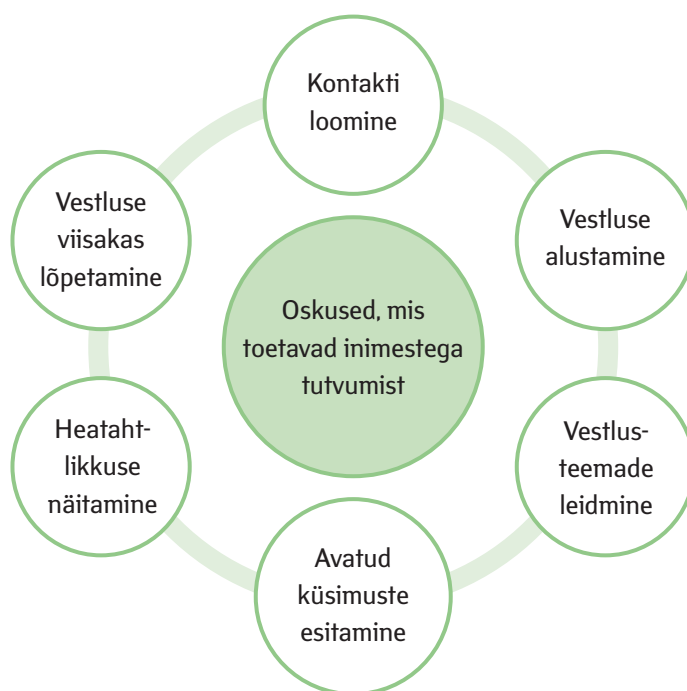 Kontakti
loomine
Vestluse
alustamine
Vestlus-
teemade
leidmine
Avatud
küsimuste
esitamine
Heataht-
likkuse
näitamine
Vestluse
viisakas
lõpetamine
Oskused, mis
toetavad inimestega
tutvumist